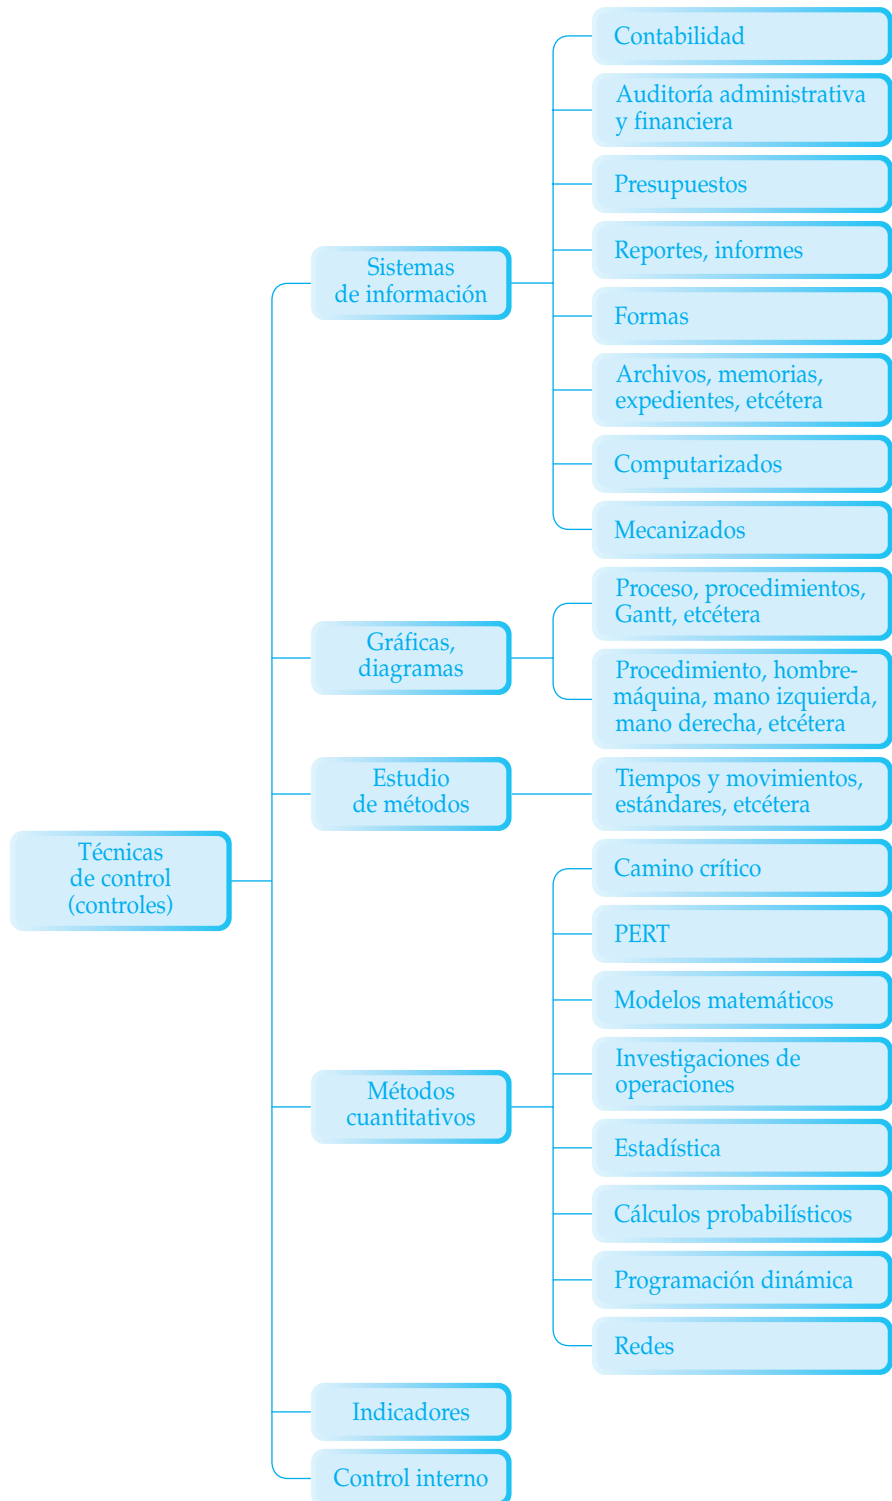 Técnicas
de control
(controles)
Sistemas
de información
Contabilidad
Auditoría administrativa
y financiera
Presupuestos
Reportes, informes
Formas
Archivos, memorias,
expedientes, etcétera
Computarizados
Mecanizados
Gráficas,
diagramas
Proceso, procedimientos,
Gantt, etcétera
Procedimiento, hombre-
máquina, mano izquierda,
mano derecha, etcétera
Estudio
de métodos
Tiempos y movimientos,
estándares, etcétera
Métodos
cuantitativos
Camino crítico
PERT
Modelos matemáticos
Investigaciones de
operaciones
Estadística
Cálculos probabilísticos
Programación dinámica
Redes
Indicadores
Control interno